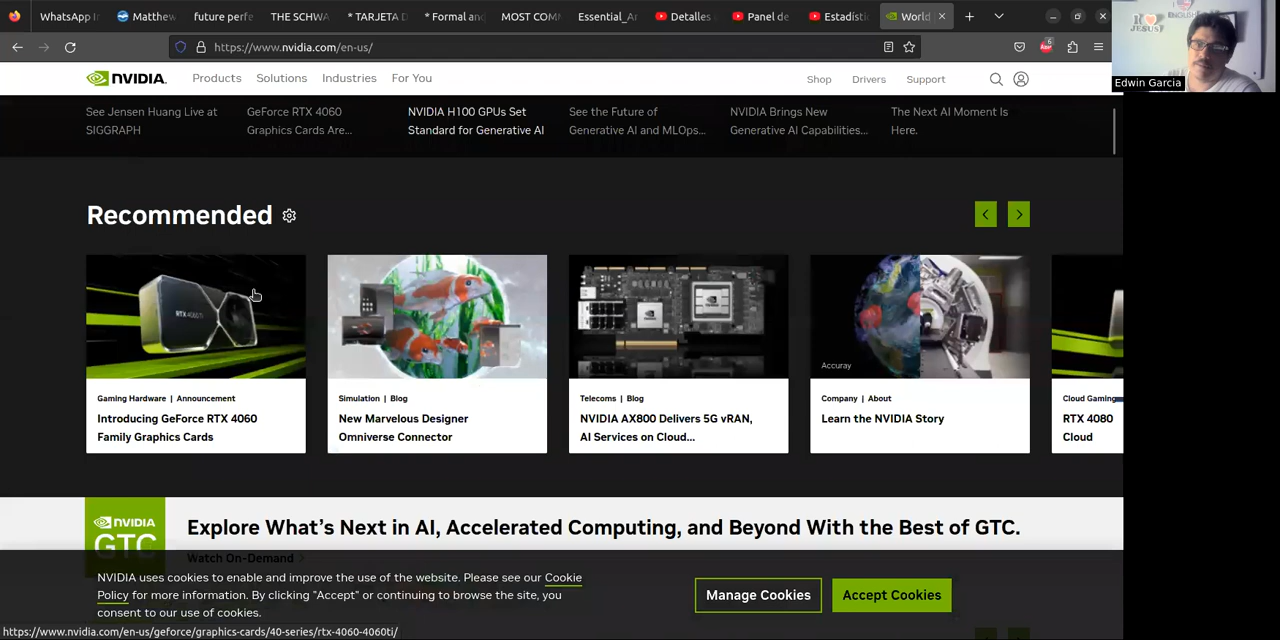 WhatsApp
Matthew
future perfe
THE SCHWA
* TARJETA D
* Formal and
MOST COM
Essential_Ar
Detalles
Panel de
Estadísti
World
https://www.nvidia.com/en-us/
6
I ❤ JESUS!
ENGLISH
Edwin Garcia
NVIDIA.
Products
Solutions
Industries
For You
Shop
Drivers
Support
See Jensen Huang Live at
SIGGRAPH
GeForce RTX 4060
Graphics Cards Are...
NVIDIA H100 GPUs Set
Standard for Generative AI
See the Future of
Generative AI and MLOps...
NVIDIA Brings New
Generative AI Capabilities...
The Next AI Moment Is
Here.
Recommended
RTX 4060 Ti
NVIDIA
Accuray
Gaming Hardware | Announcement
Introducing GeForce RTX 4060
Family Graphics Cards
Simulation | Blog
New Marvelous Designer
Omniverse Connector
Telecoms | Blog
NVIDIA AX800 Delivers 5G vRAN,
AI Services on Cloud...
Company | About
Learn the NVIDIA Story
Cloud Gaming
RTX 4080
Cloud
NVIDIA
GTC
Explore What's Next in AI, Accelerated Computing, and Beyond With the Best of GTC.
Watch On-Demand
NVIDIA uses cookies to enable and improve the use of the website. Please see our Cookie
Policy for more information. By clicking "Accept" or continuing to browse the site, you
consent to our use of cookies.
Manage Cookies
Accept Cookies
https://www.nvidia.com/en-us/geforce/graphics-cards/40-series/rtx-4060-4060ti/